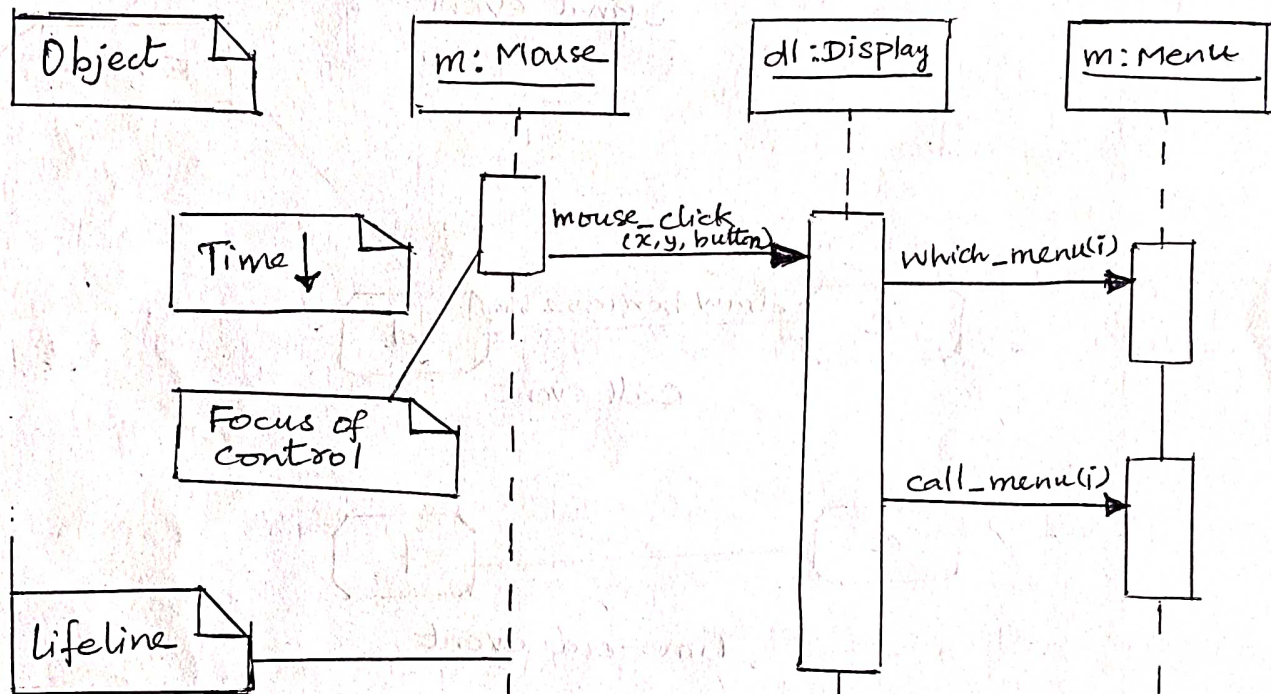 Object
m: Mouse
d1:Display
m: Menu
Time ↓
mouse_click
(x, y, button)
which_menu(i)
Focus of
control
call_menu(i)
Lifeline